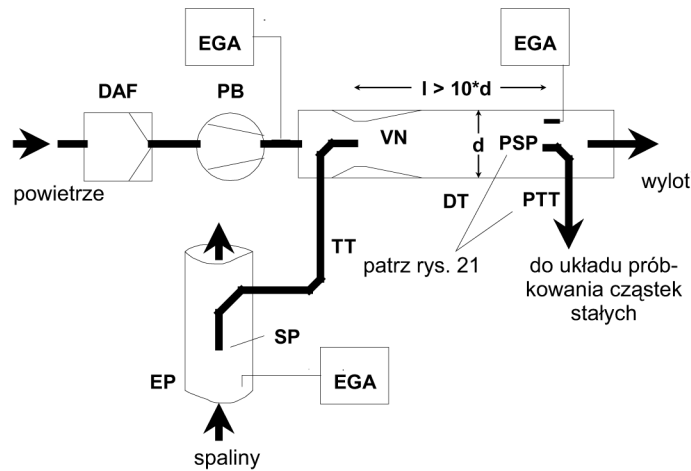 EGA
EGA
DAF
PB
l > 10*d
VN
d
PSP
powietrze
wylot
DT
PTT
TT
patrz rys. 21
do układu prób-
kowania cząstek
stałych
SP
EP
EGA
spaliny